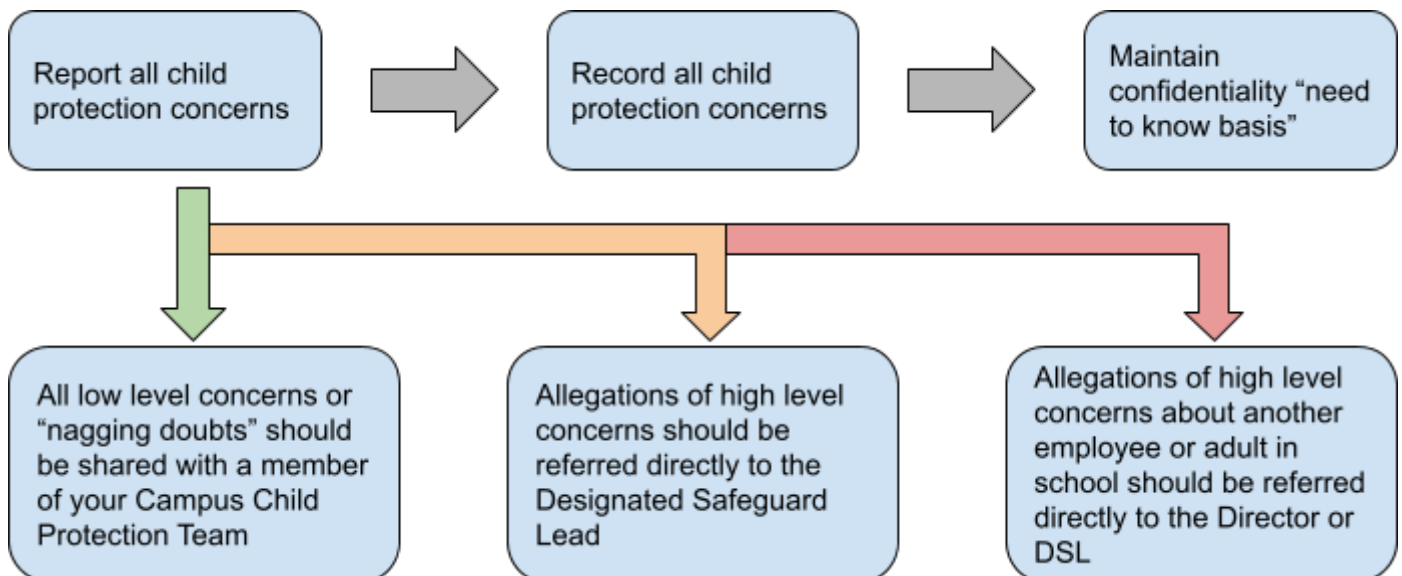 Report all child
protection concerns
Record all child
protection concerns
Maintain
confidentiality “need
to know basis”
All low level concerns or
“nagging doubts” should
be shared with a member
of your Campus Child
Protection Team
Allegations of high level
concerns should be
referred directly to the
Designated Safeguard
Lead
Allegations of high level
concerns about another
employee or adult in
school should be referred
directly to the Director or
DSL